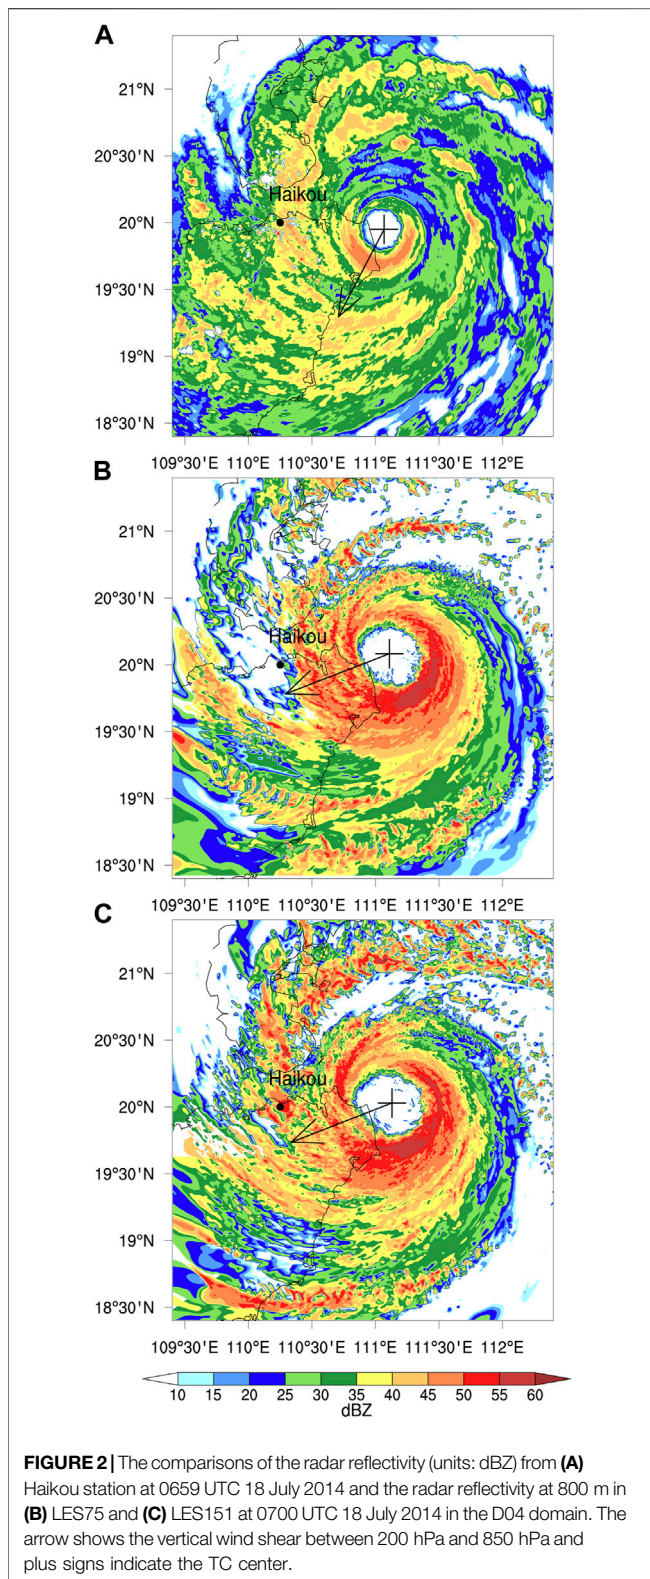 A
21°N
20°30'N
Haikou
20°N
19°30'N
19°N
18°30'N
109°30'E 110°E 110°30'E 111°E 111°30'E 112°E
B
21°N
20°30'N
Haikou
20°N
19°30'N
19°N
18°30'N
109°30'E 110°E 110°30'E 111°E 111°30'E 112°E
C
21°N
20°30'N
Haikou
20°N
19°30'N
19°N
18°30'N
109°30'E 110°E 110°30'E 111°E 111°30'E 112°E
10 15 20 25 30 35 40 45 50 55 60
dBZ
FIGURE 2 | The comparisons of the radar reflectivity (units: dBZ) from (A)
Haikou station at 0659 UTC 18 July 2014 and the radar reflectivity at 800 m in
(B) LES75 and (C) LES151 at 0700 UTC 18 July 2014 in the D04 domain. The
arrow shows the vertical wind shear between 200 hPa and 850 hPa and
plus signs indicate the TC center.